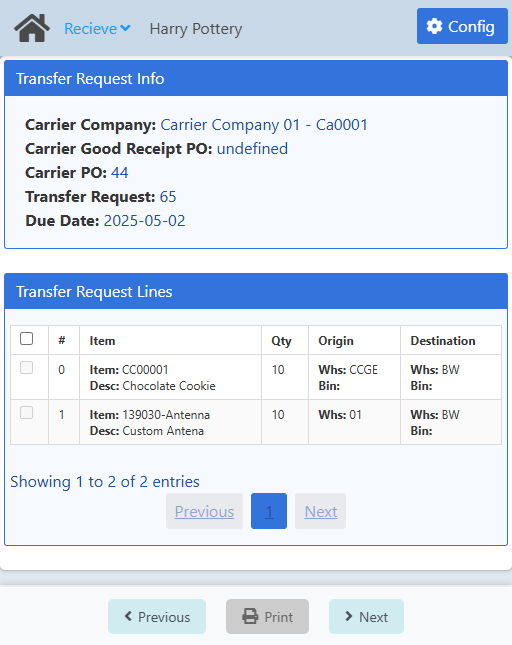 Recieve Harry Pottery Config
Transfer Request Info
Carrier Company: Carrier Company 01 - Ca0001
Carrier Good Receipt PO: undefined
Carrier PO: 44
Transfer Request: 65
Due Date: 2025-05-02
Transfer Request Lines
# Item Qty Origin Destination
0 Item: CC00001 10 Whs: CCGE Whs: BW
Desc: Chocolate Cookie Bin: Bin:
1 Item: 139030-Antenna 10 Whs: 01 Whs: BW
Desc: Custom Antena Bin:
Showing 1 to 2 of 2 entries
Previous 1 Next
Previous Print Next